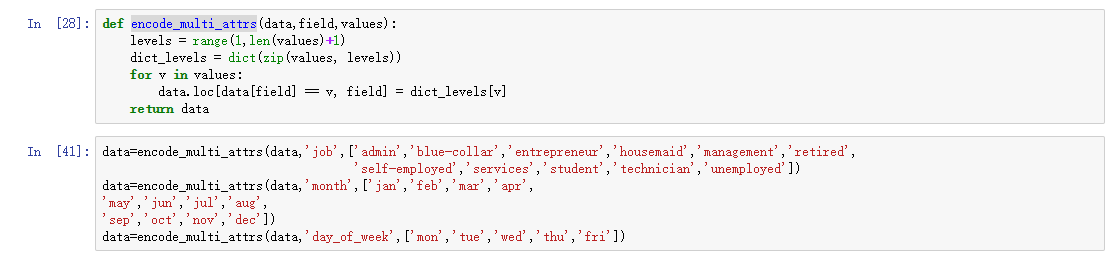 In [28]: def encode_multi_attrs(data,field,values):
    levels = range(1,len(values)+1)
    dict_levels = dict(zip(values, levels))
    for v in values:
        data.loc[data[field] == v, field] = dict_levels[v]
    return data
In [41]: data=encode_multi_attrs(data,'job',['admin','blue-collar','entrepreneur','housemaid','management','retired',
                                    'self-employed','services','student','technician','unemployed'])
data=encode_multi_attrs(data,'month',['jan','feb','mar','apr',
'may','jun','jul','aug',
'sep','oct','nov','dec'])
data=encode_multi_attrs(data,'day_of_week',['mon','tue','wed','thu','fri'])